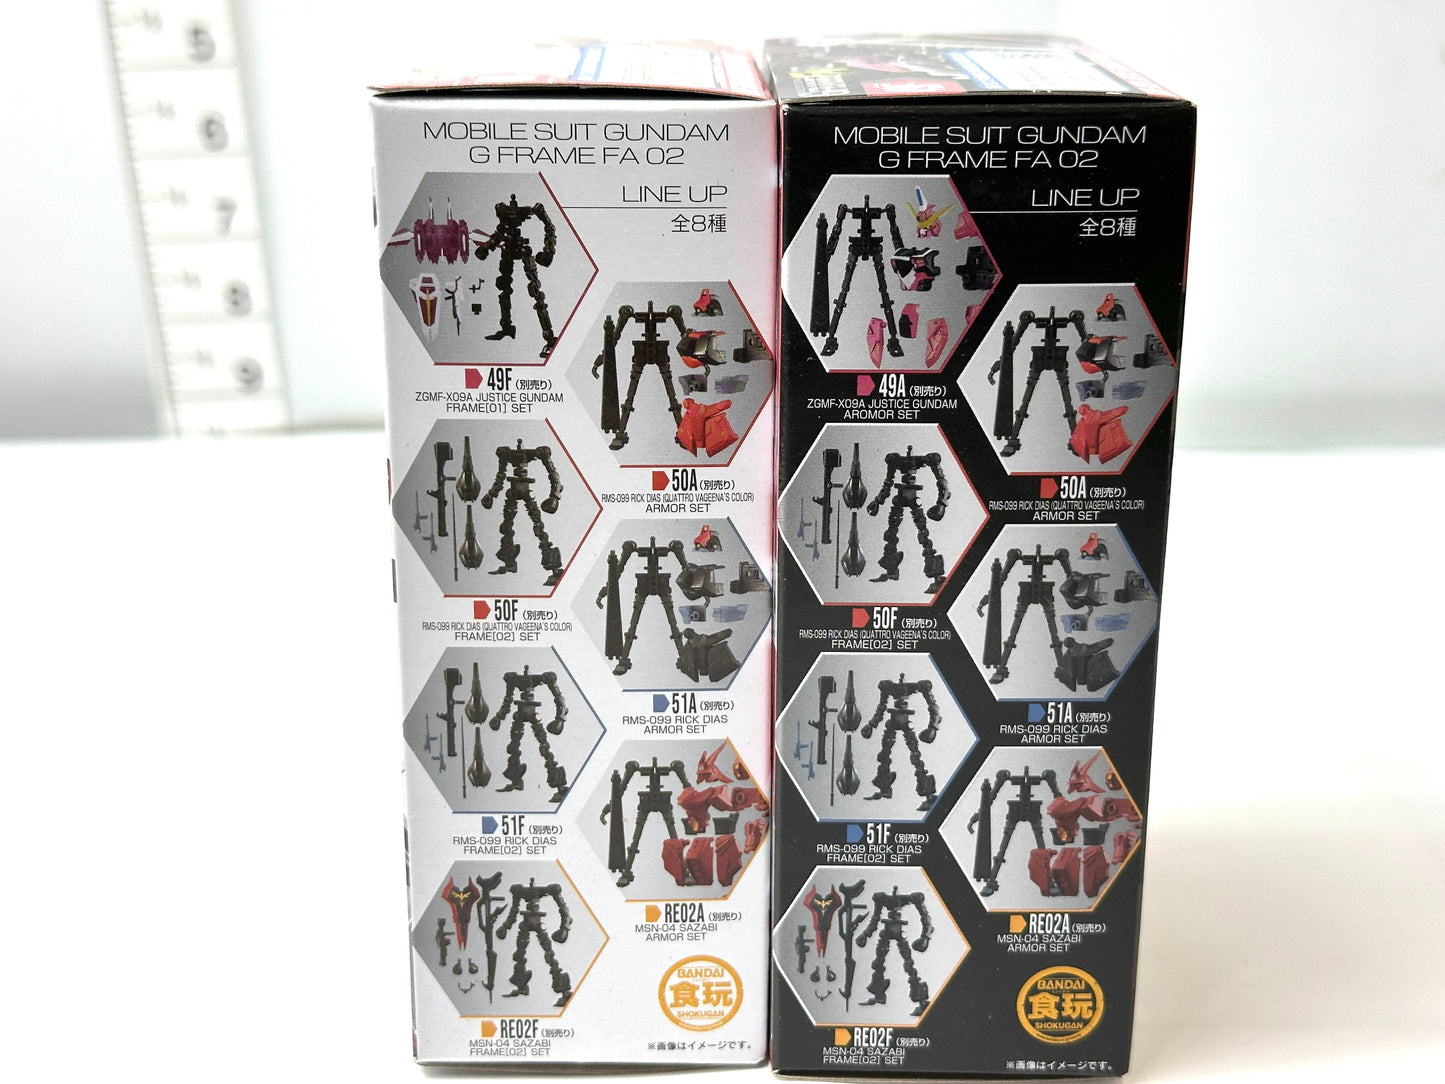 5
6
7
8
9
MOBILE SUIT GUNDAM
G FRAME FA 02
LINE UP
全8種
49F (別売り)
ZGMF-X09A JUSTICE GUNDAM
FRAME[01] SET
50A (別売り)
RMS-099 RICK DIAS (QUATTRO VAGEENA'S COLOR)
ARMOR SET
50F (別売り)
RMS-099 RICK DIAS (QUATTRO VAGEENA'S COLOR)
FRAME[02] SET
51A (別売り)
RMS-099 RICK DIAS
ARMOR SET
51F (別売り)
RMS-099 RICK DIAS
FRAME[02] SET
RE02A (別売り)
MSN-04 SAZABI
ARMOR SET
RE02F (別売り)
MSN-04 SAZABI
FRAME[02] SET
BANDAI
食玩
SHOKUGAN
※画像はイメージです。
MOBILE SUIT GUNDAM
G FRAME FA 02
LINE UP
全8種
49A (別売り)
ZGMF-X09A JUSTICE GUNDAM
AROMOR SET
50A (別売り)
RMS-099 RICK DIAS (QUATTRO VAGEENA'S COLOR)
ARMOR SET
50F (別売り)
RMS-099 RICK DIAS (QUATTRO VAGEENA'S COLOR)
FRAME[02] SET
51A (別売り)
RMS-099 RICK DIAS
ARMOR SET
51F (別売り)
RMS-099 RICK DIAS
FRAME[02] SET
RE02A (別売り)
MSN-04 SAZABI
ARMOR SET
RE02F (別売り)
MSN-04 SAZABI
FRAME[02] SET
BANDAI
食玩
SHOKUGAN
※画像はイメージです。